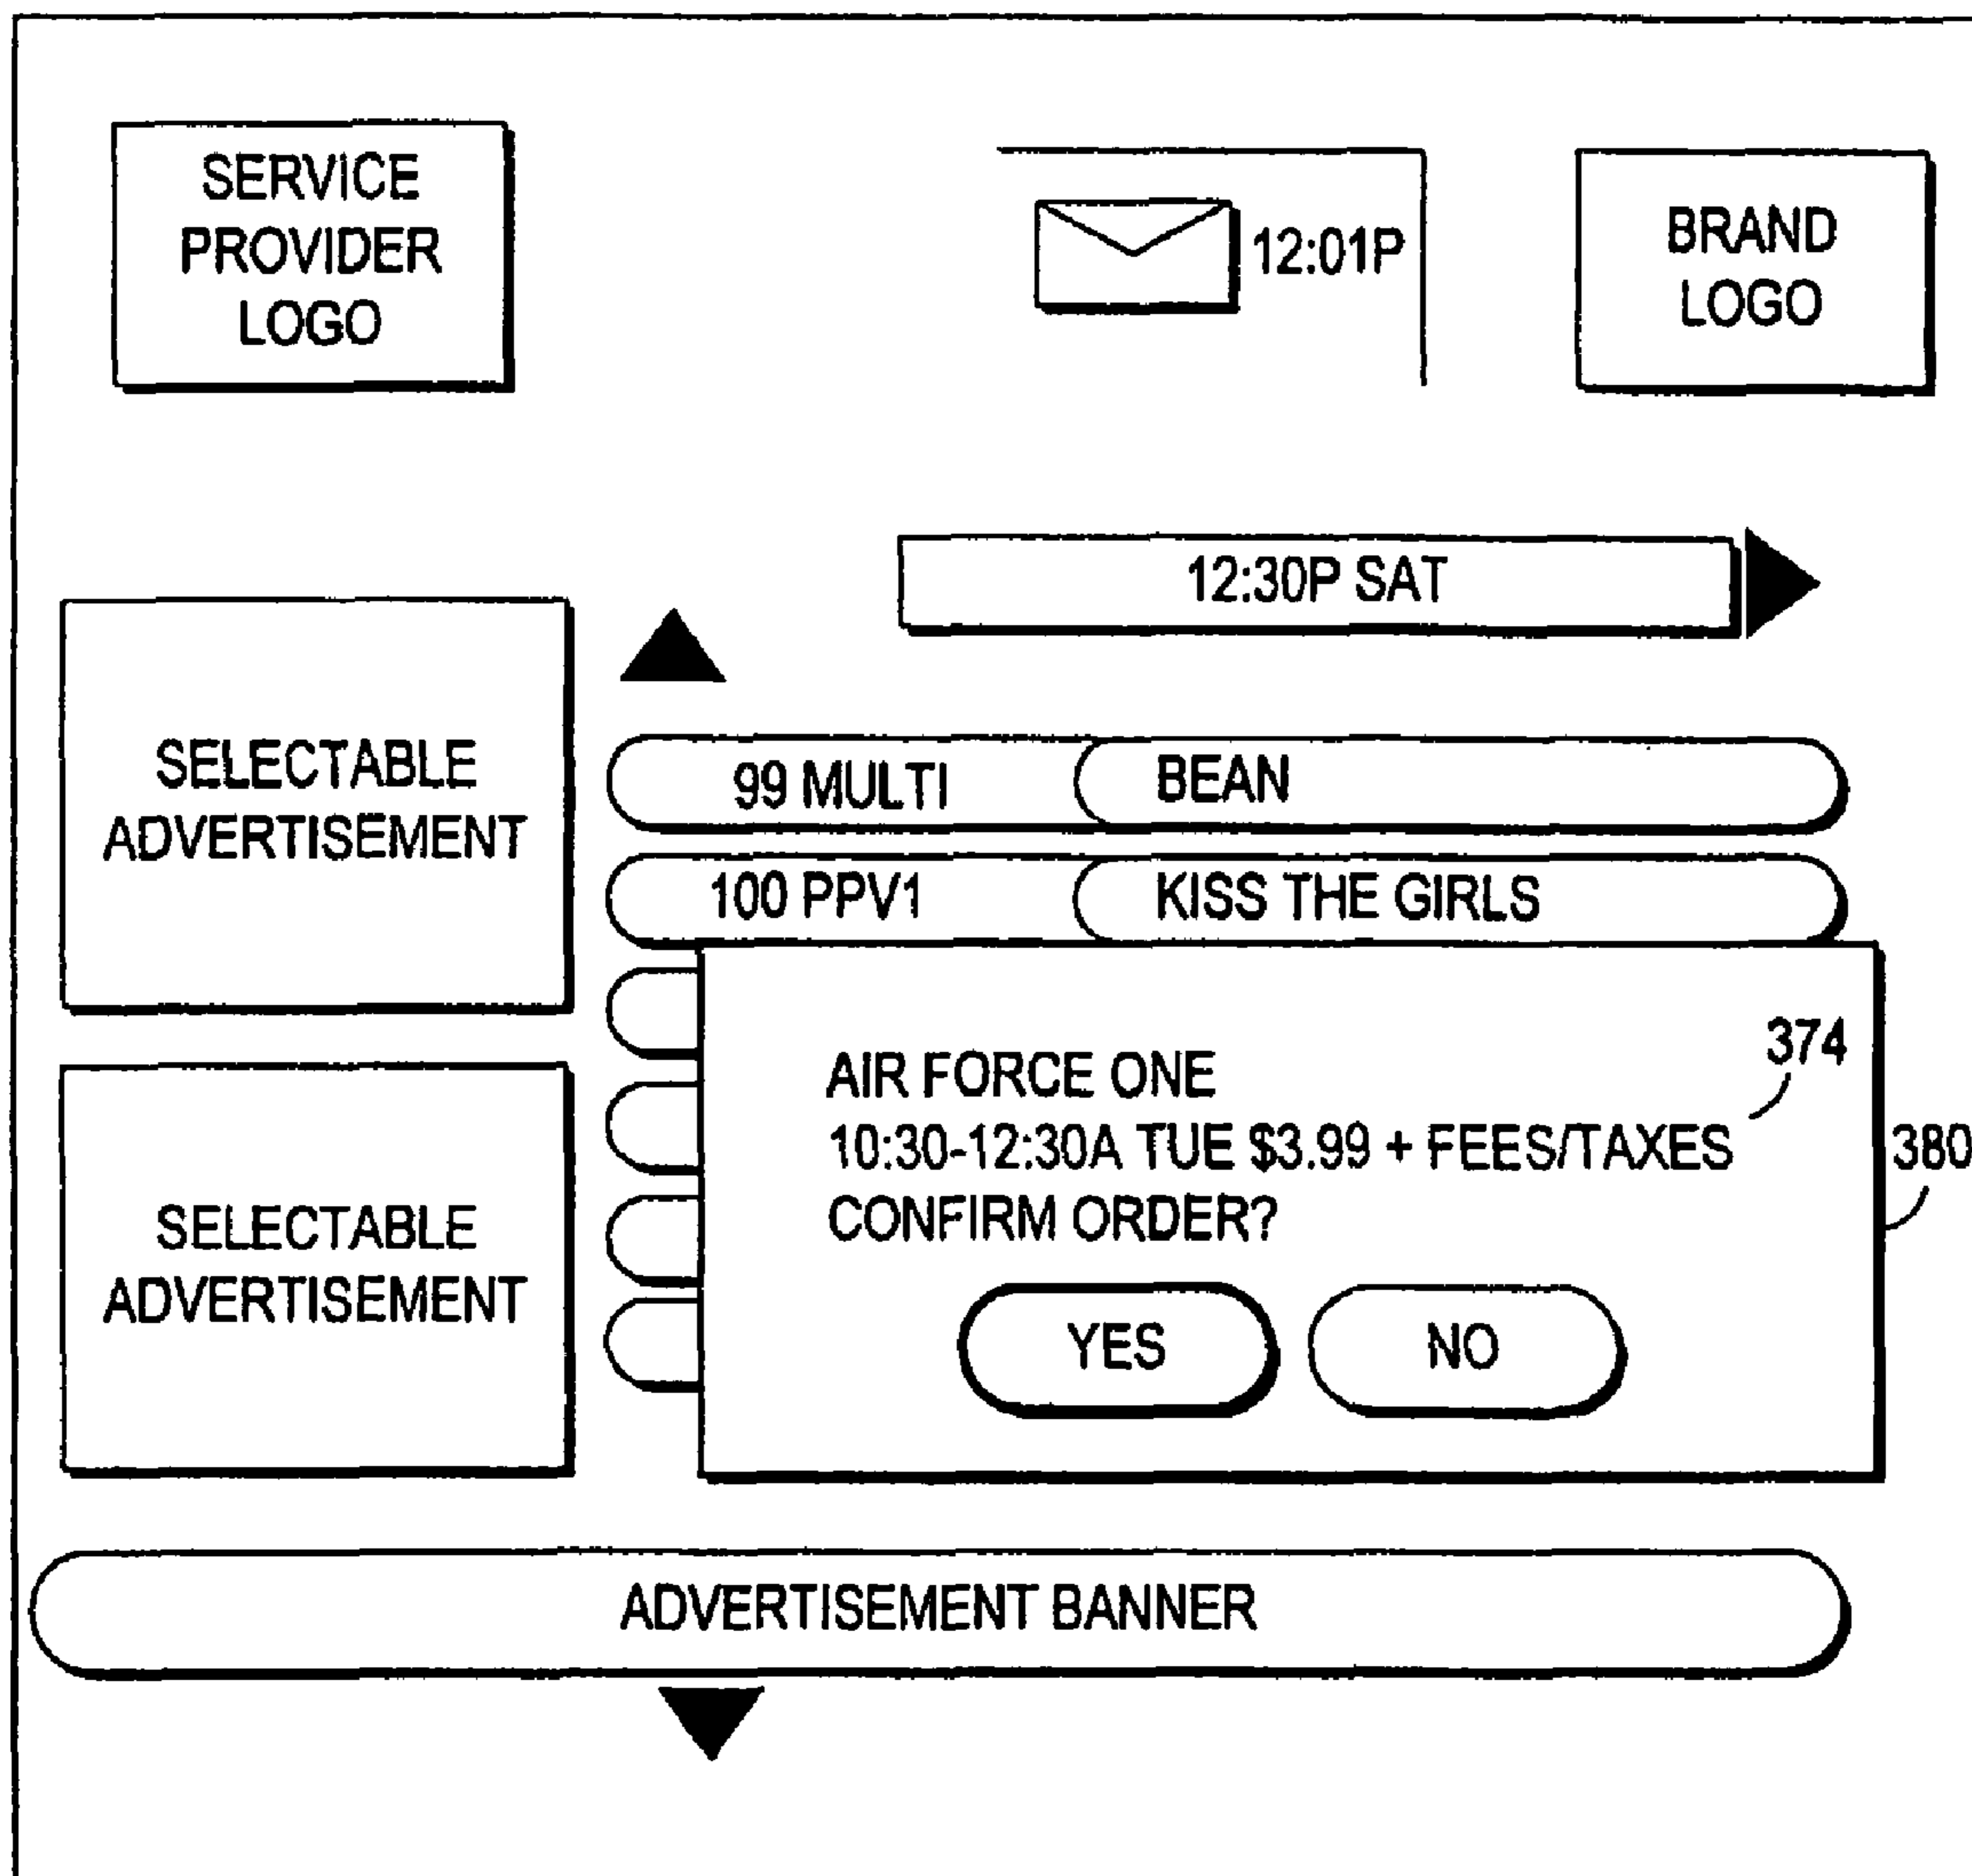 SERVICE
PROVIDER
LOGO
12:01P
BRAND
LOGO
12:30P SAT
SELECTABLE
ADVERTISEMENT
99 MULTI BEAN
100 PPV1 KISS THE GIRLS
374
AIR FORCE ONE
10:30-12:30A TUE $3.99 + FEES/TAXES
380
CONFIRM ORDER?
YES NO
SELECTABLE
ADVERTISEMENT
ADVERTISEMENT BANNER